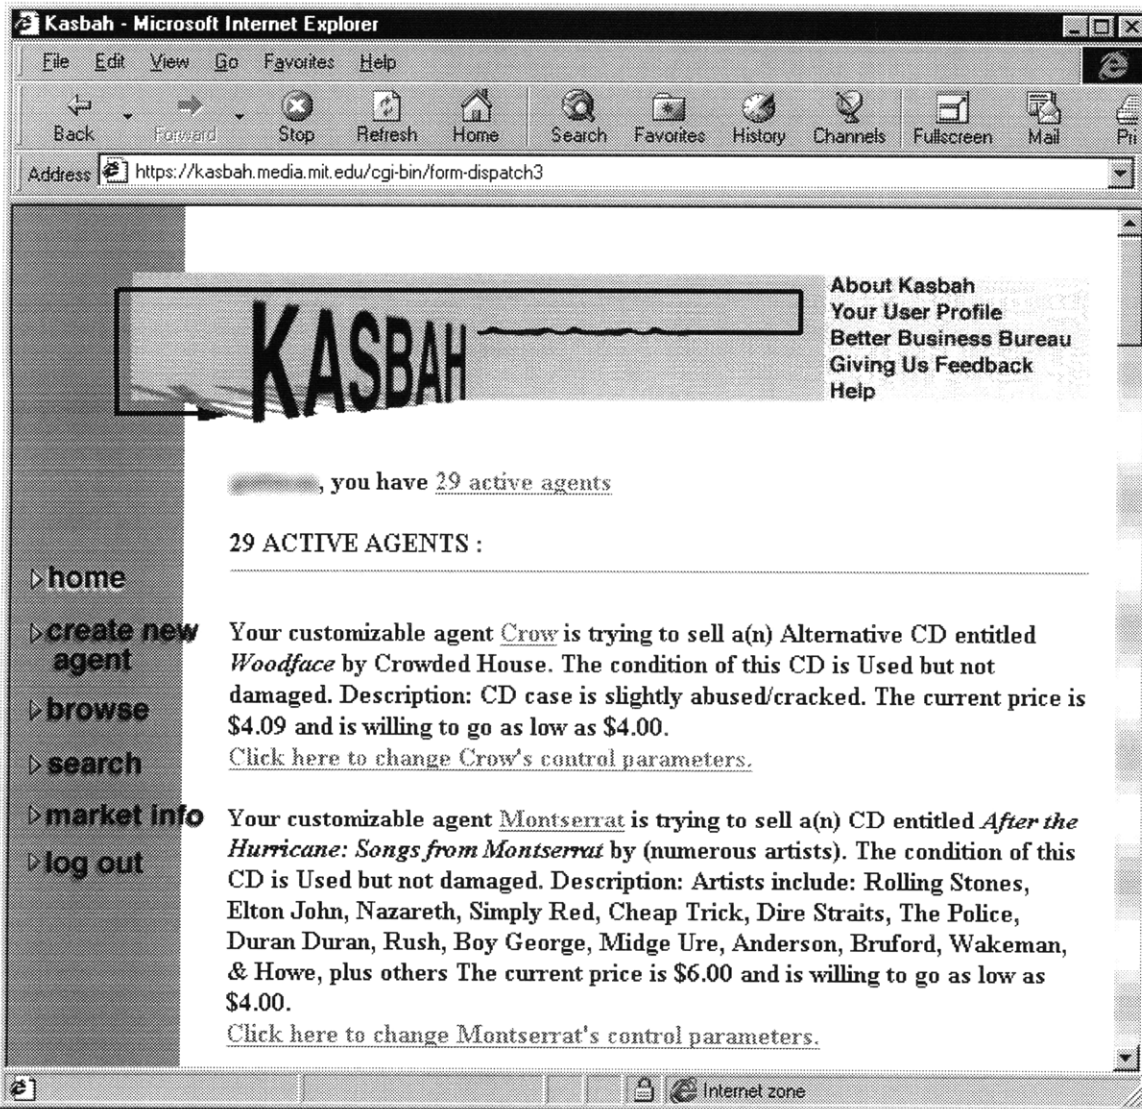 Kasbah - Microsoft Internet Explorer
File Edit View Go Favorites Help
Back Forward Stop Refresh Home Search Favorites History Channels Fullscreen Mail Pri
Address https://kasbah.media.mit.edu/cgi-bin/form-dispatch3
KASBAH
About Kasbah
Your User Profile
Better Business Bureau
Giving Us Feedback
Help
, you have 29 active agents
29 ACTIVE AGENTS :
home
create new
agent
browse
search
market info
log out
Your customizable agent Crow is trying to sell a(n) Alternative CD entitled
Woodface by Crowded House. The condition of this CD is Used but not
damaged. Description: CD case is slightly abused/cracked. The current price is
$4.09 and is willing to go as low as $4.00.
Click here to change Crow's control parameters.
Your customizable agent Montserrat is trying to sell a(n) CD entitled After the
Hurricane: Songs from Montserrat by (numerous artists). The condition of this
CD is Used but not damaged. Description: Artists include: Rolling Stones,
Elton John, Nazareth, Simply Red, Cheap Trick, Dire Straits, The Police,
Duran Duran, Rush, Boy George, Midge Ure, Anderson, Bruford, Wakeman,
& Howe, plus others The current price is $6.00 and is willing to go as low as
$4.00.
Click here to change Montserrat's control parameters.
Internet zone